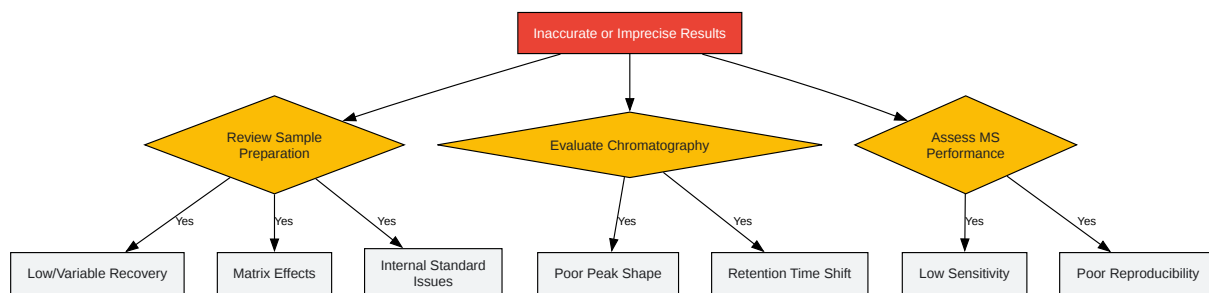 Inaccurate or Imprecise Results
Review Sample
Preparation
Evaluate Chromatography
Assess MS
Performance
Yes
Yes
Yes
Yes
Yes
Yes
Yes
Low/Variable Recovery
Matrix Effects
Internal Standard
Issues
Poor Peak Shape
Retention Time Shift
Low Sensitivity
Poor Reproducibility